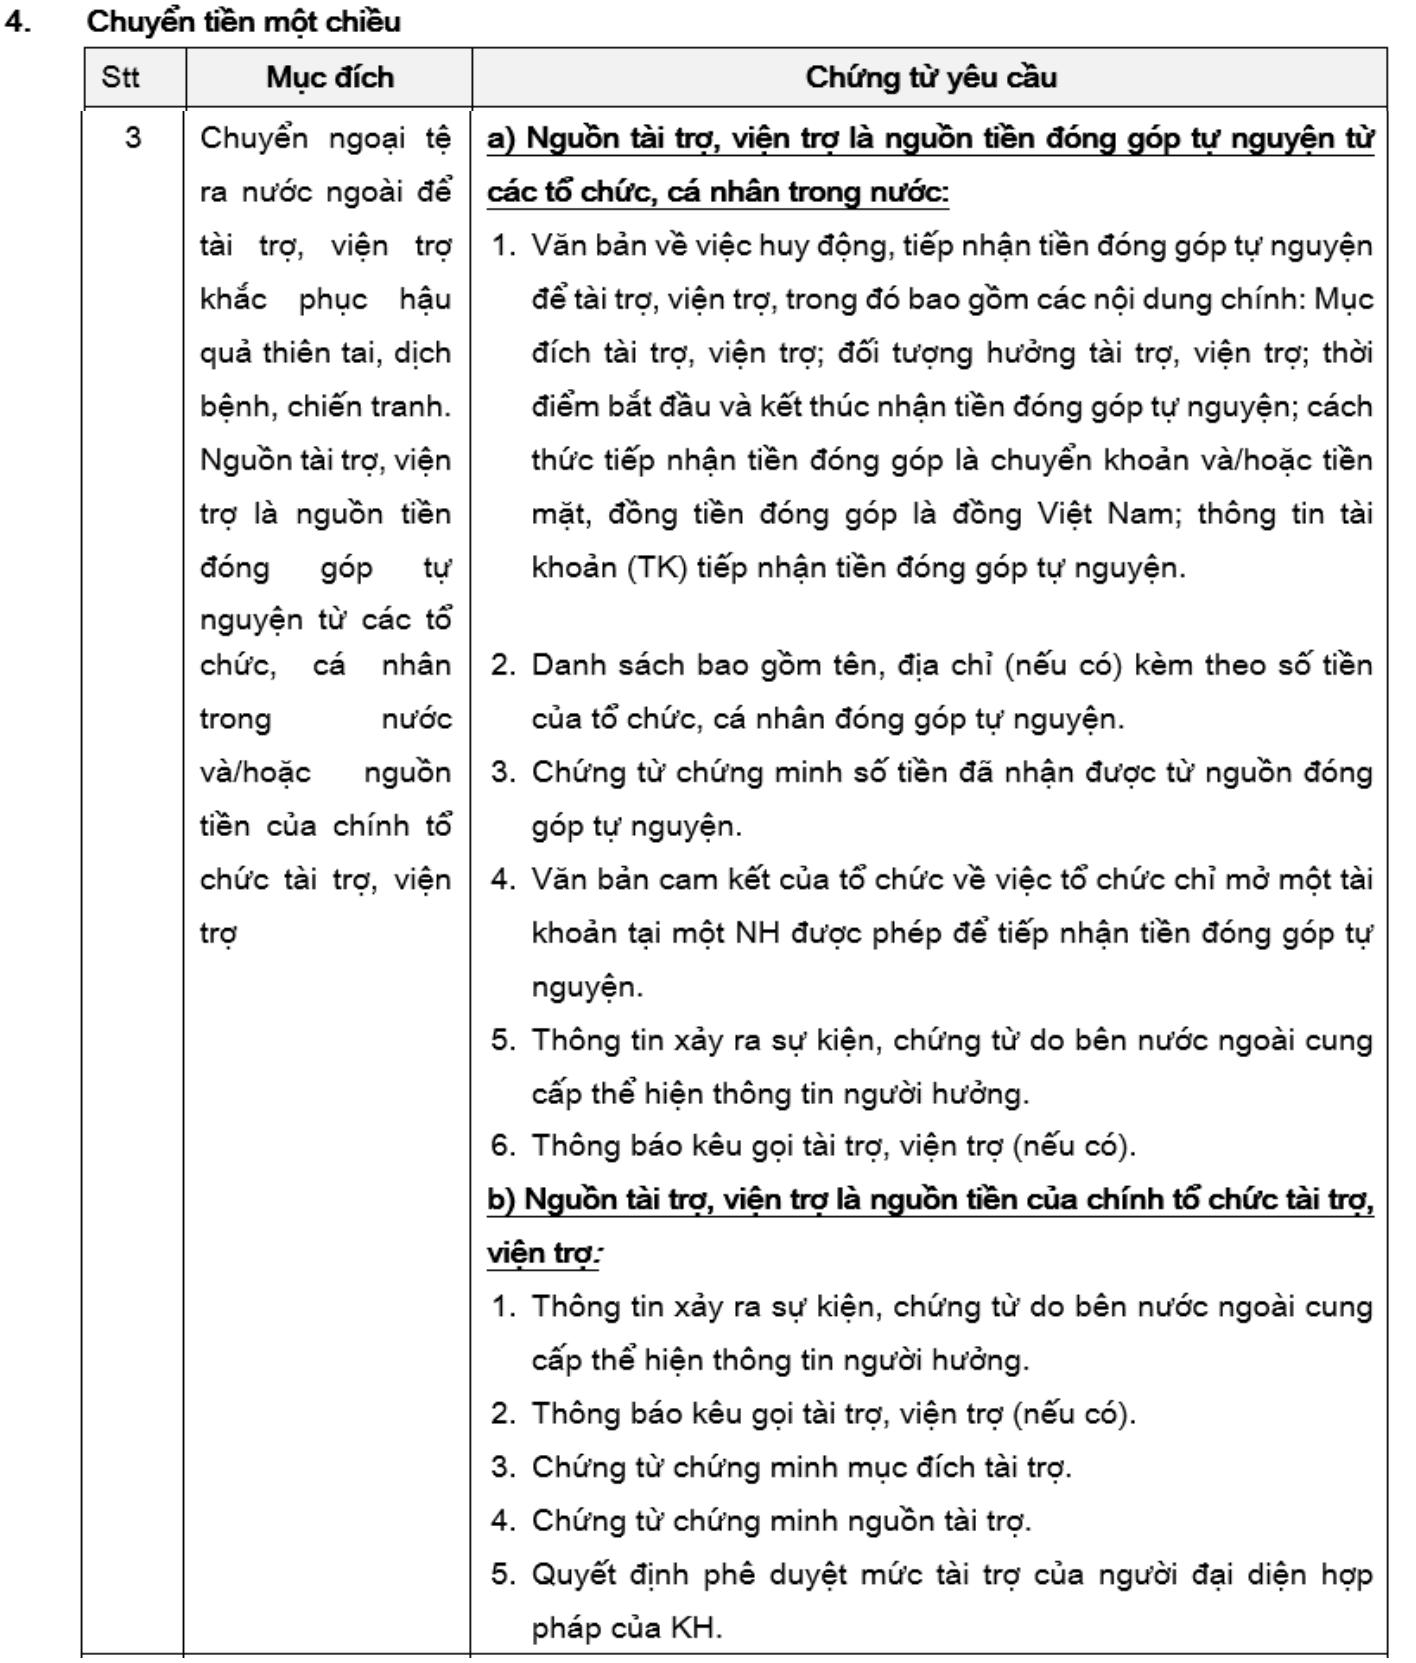 4. Chuyển tiền một chiều
Stt Mục đích Chứng từ yêu cầu
3
Chuyển ngoại tệ
ra nước ngoài để
tài trợ, viện trợ
khắc phục hậu
quả thiên tai, dịch
bệnh, chiến tranh.
Nguồn tài trợ, viện
trợ là nguồn tiền
đóng góp tự
nguyện từ các tổ
chức, cá nhân
trong nước
và/hoặc nguồn
tiền của chính tổ
chức tài trợ, viện
trợ
a) Nguồn tài trợ, viện trợ là nguồn tiền đóng góp tự nguyện từ
các tổ chức, cá nhân trong nước:
1. Văn bản về việc huy động, tiếp nhận tiền đóng góp tự nguyện
để tài trợ, viện trợ, trong đó bao gồm các nội dung chính: Mục
đích tài trợ, viện trợ; đối tượng hưởng tài trợ, viện trợ; thời
điểm bắt đầu và kết thúc nhận tiền đóng góp tự nguyện; cách
thức tiếp nhận tiền đóng góp là chuyển khoản và/hoặc tiền
mặt, đồng tiền đóng góp là đồng Việt Nam; thông tin tài
khoản (TK) tiếp nhận tiền đóng góp tự nguyện.
2. Danh sách bao gồm tên, địa chỉ (nếu có) kèm theo số tiền
của tổ chức, cá nhân đóng góp tự nguyện.
3. Chứng từ chứng minh số tiền đã nhận được từ nguồn đóng
góp tự nguyện.
4. Văn bản cam kết của tổ chức về việc tổ chức chỉ mở một tài
khoản tại một NH được phép để tiếp nhận tiền đóng góp tự
nguyện.
5. Thông tin xảy ra sự kiện, chứng từ do bên nước ngoài cung
cấp thể hiện thông tin người hưởng.
6. Thông báo kêu gọi tài trợ, viện trợ (nếu có).
b) Nguồn tài trợ, viện trợ là nguồn tiền của chính tổ chức tài trợ,
viện trợ:
1. Thông tin xảy ra sự kiện, chứng từ do bên nước ngoài cung
cấp thể hiện thông tin người hưởng.
2. Thông báo kêu gọi tài trợ, viện trợ (nếu có).
3. Chứng từ chứng minh mục đích tài trợ.
4. Chứng từ chứng minh nguồn tài trợ.
5. Quyết định phê duyệt mức tài trợ của người đại diện hợp
pháp của KH.